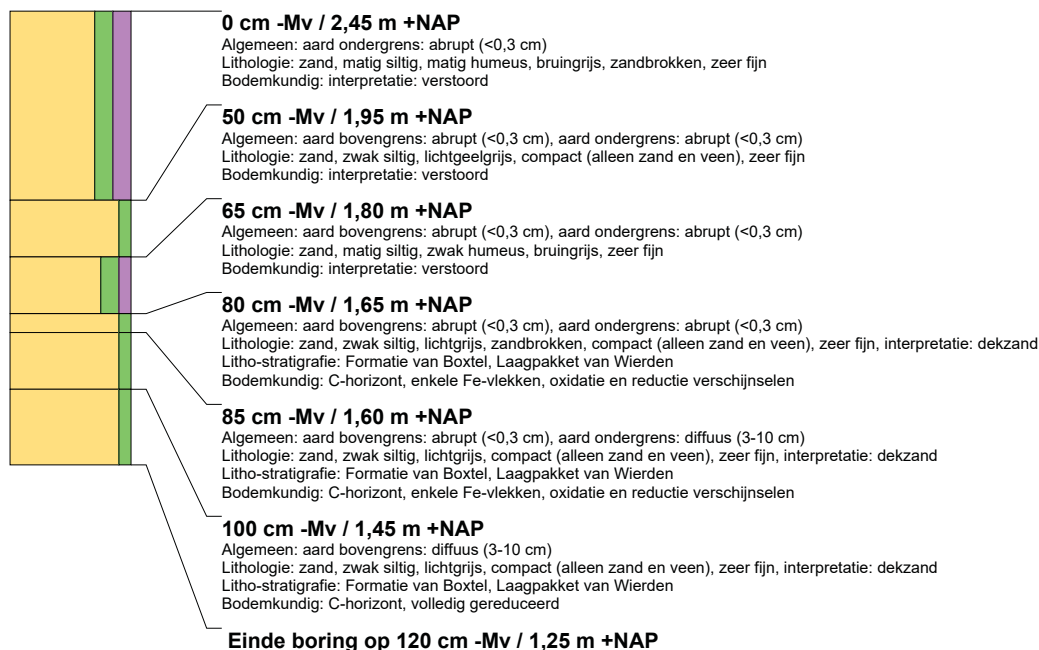 0 cm -Mv / 2,45 m +NAP
Algemeen: aard ondergrens: abrupt (<0,3 cm)
Lithologie: zand, matig siltig, matig humeus, bruingrijs, zandbrokken, zeer fijn
Bodemkundig: interpretatie: verstoord
50 cm -Mv / 1,95 m +NAP
Algemeen: aard bovengrens: abrupt (<0,3 cm), aard ondergrens: abrupt (<0,3 cm)
Lithologie: zand, zwak siltig, lichtgeelgrijs, compact (alleen zand en veen), zeer fijn
Bodemkundig: interpretatie: verstoord
65 cm -Mv / 1,80 m +NAP
Algemeen: aard bovengrens: abrupt (<0,3 cm), aard ondergrens: abrupt (<0,3 cm)
Lithologie: zand, matig siltig, zwak humeus, bruingrijs, zeer fijn
Bodemkundig: interpretatie: verstoord
80 cm -Mv / 1,65 m +NAP
Algemeen: aard bovengrens: abrupt (<0,3 cm), aard ondergrens: abrupt (<0,3 cm)
Lithologie: zand, zwak siltig, lichtgrijs, zandbrokken, compact (alleen zand en veen), zeer fijn, interpretatie: dekzand
Litho-stratigrafie: Formatie van Boxtel, Laagpakket van Wierden
Bodemkundig: C-horizont, enkele Fe-vlekken, oxidatie en reductie verschijnselen
85 cm -Mv / 1,60 m +NAP
Algemeen: aard bovengrens: abrupt (<0,3 cm), aard ondergrens: diffuus (3-10 cm)
Lithologie: zand, zwak siltig, lichtgrijs, compact (alleen zand en veen), zeer fijn, interpretatie: dekzand
Litho-stratigrafie: Formatie van Boxtel, Laagpakket van Wierden
Bodemkundig: C-horizont, enkele Fe-vlekken, oxidatie en reductie verschijnselen
100 cm -Mv / 1,45 m +NAP
Algemeen: aard bovengrens: diffuus (3-10 cm)
Lithologie: zand, zwak siltig, lichtgrijs, compact (alleen zand en veen), zeer fijn, interpretatie: dekzand
Litho-stratigrafie: Formatie van Boxtel, Laagpakket van Wierden
Bodemkundig: C-horizont, volledig gereduceerd
Einde boring op 120 cm -Mv / 1,25 m +NAP